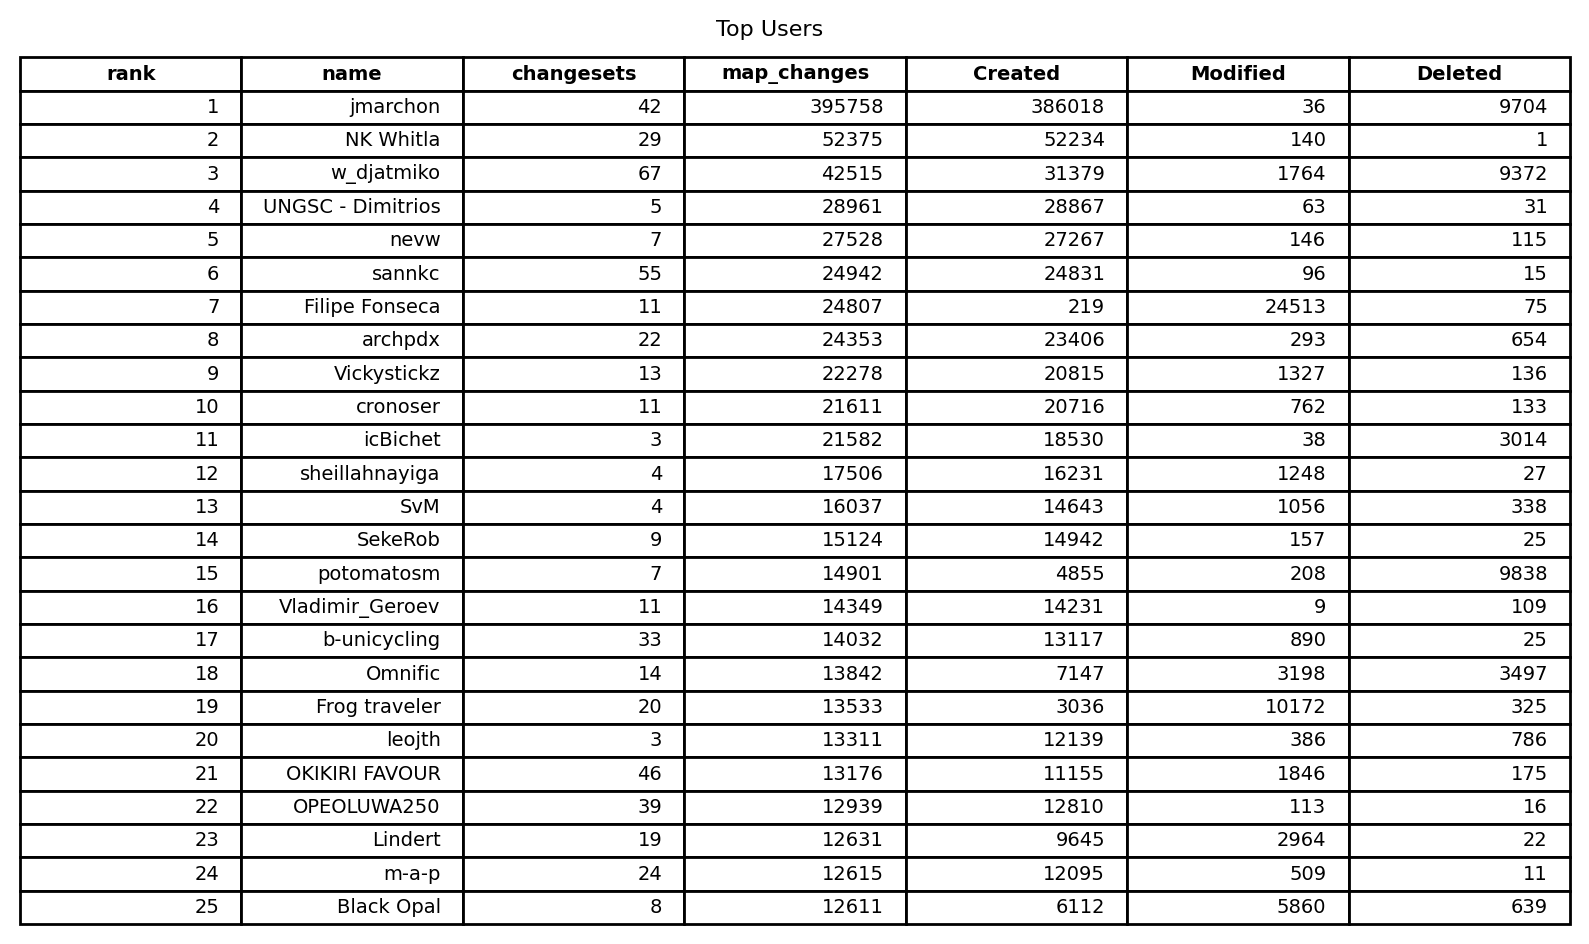 Top Users
rank name changesets map_changes Created Modified Deleted
1 jmarchon 42 395758 386018 36 9704
2 NK Whitla 29 52375 52234 140 1
3 w_djatmiko 67 42515 31379 1764 9372
4 UNGSC - Dimitrios 5 28961 28867 63 31
5 nevw 7 27528 27267 146 115
6 sannkc 55 24942 24831 96 15
7 Filipe Fonseca 11 24807 219 24513 75
8 archpdx 22 24353 23406 293 654
9 Vickystickz 13 22278 20815 1327 136
10 cronoser 11 21611 20716 762 133
11 icBichet 3 21582 18530 38 3014
12 sheillahnayiga 4 17506 16231 1248 27
13 SvM 4 16037 14643 1056 338
14 SekeRob 9 15124 14942 157 25
15 potomatosm 7 14901 4855 208 9838
16 Vladimir_Geroev 11 14349 14231 9 109
17 b-unicycling 33 14032 13117 890 25
18 Omnific 14 13842 7147 3198 3497
19 Frog traveler 20 13533 3036 10172 325
20 leojth 3 13311 12139 386 786
21 OKIKIRI FAVOUR 46 13176 11155 1846 175
22 OPEOLUWA250 39 12939 12810 113 16
23 Lindert 19 12631 9645 2964 22
24 m-a-p 24 12615 12095 509 11
25 Black Opal 8 12611 6112 5860 639